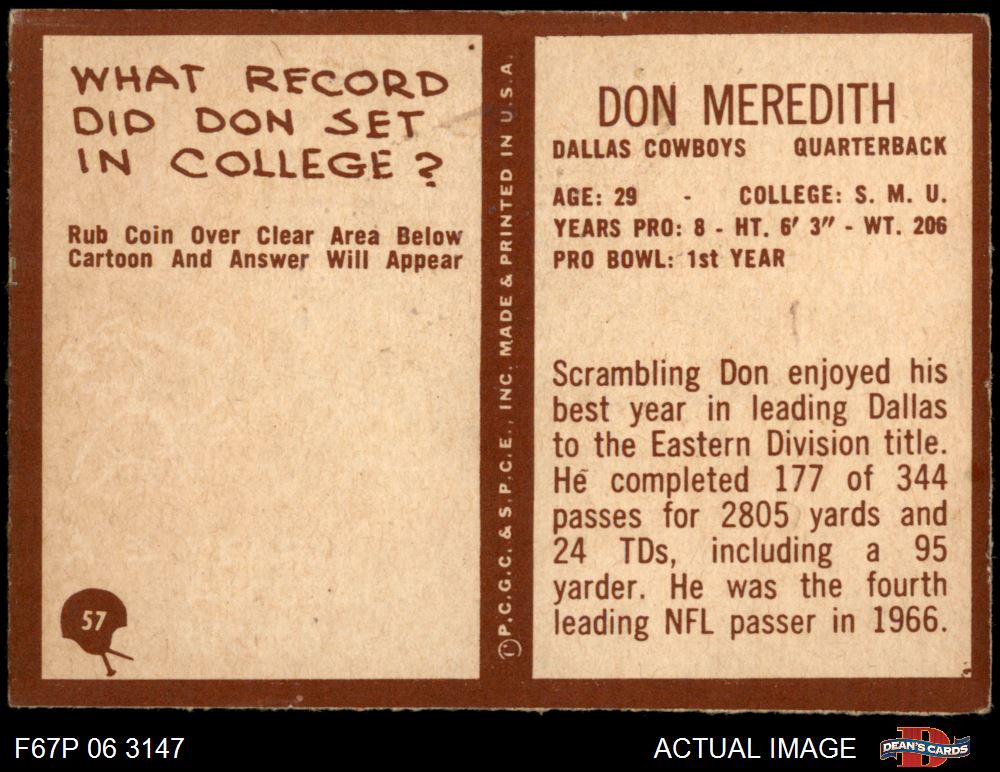 WHAT RECORD
DID DON SET
IN COLLEGE?
Rub Coin Over Clear Area Below
Cartoon And Answer Will Appear
57
P.C.G.C. & S.P.C.E., INC. MADE & PRINTED IN U.S.A.
DON MEREDITH
DALLAS COWBOYS QUARTERBACK
AGE: 29 - COLLEGE: S. M. U.
YEARS PRO: 8 - HT. 6′ 3″ - WT. 206
PRO BOWL: 1st YEAR
Scrambling Don enjoyed his
best year in leading Dallas
to the Eastern Division title.
He completed 177 of 344
passes for 2805 yards and
24 TDs, including a 95
yarder. He was the fourth
leading NFL passer in 1966.
F67P 06 3147
ACTUAL IMAGE
D
DEAN'S CARDS